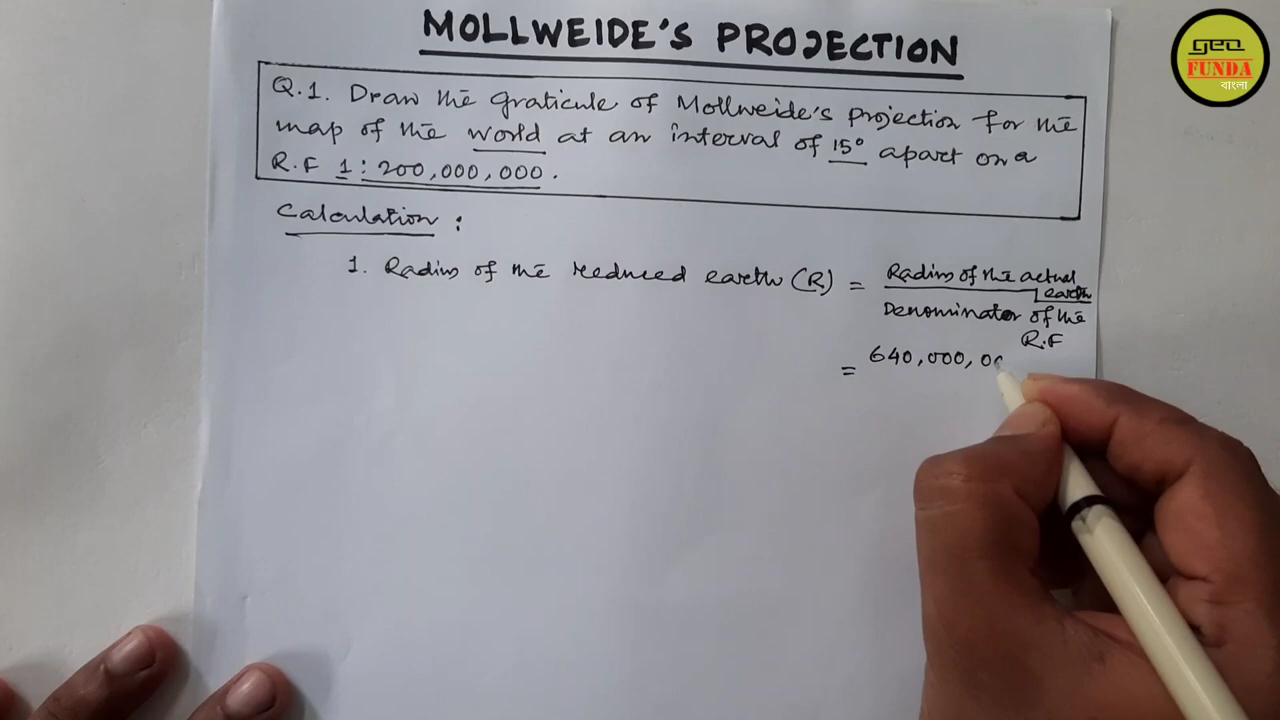 MOLLWEIDE'S PROJECTION
geo
FUNDA
বাংলা
Q.1. Draw the graticule of Mollweide's projection for the
map of the world at an interval of 15° apart on a
R.F 1 : 200,000,000.
Calculation :
1. Radius of the reduced earth (R) = Radius of the actual
earth
Denominator of the
R.F
= 640,000,00